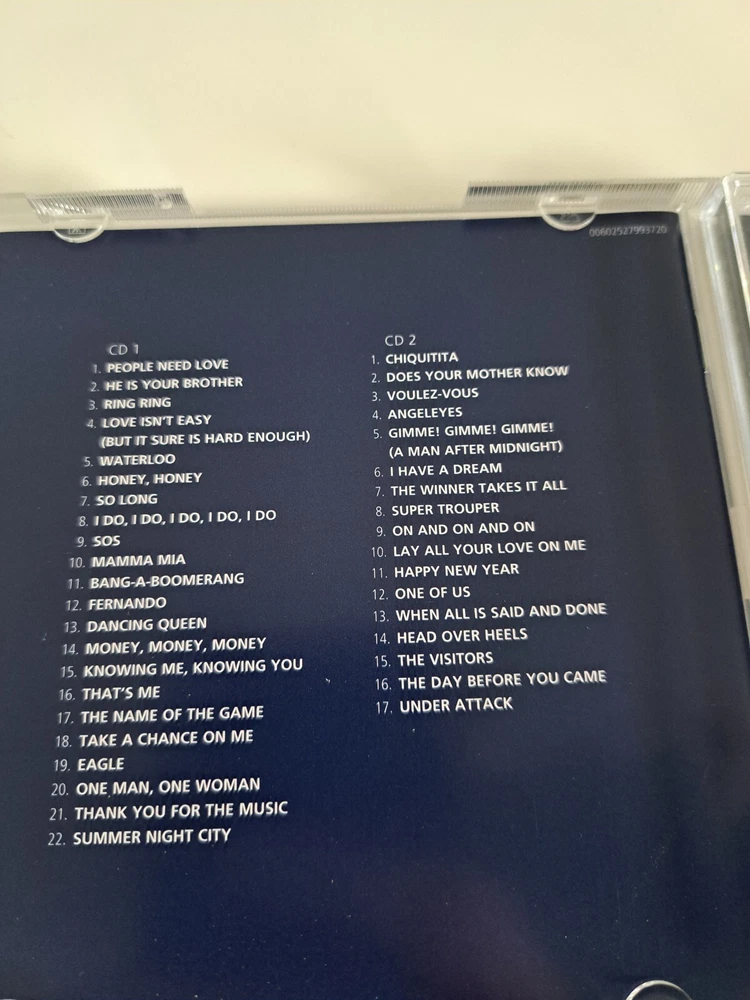 00602527993720
CD 1
1. PEOPLE NEED LOVE
2. HE IS YOUR BROTHER
3. RING RING
4. LOVE ISN'T EASY
(BUT IT SURE IS HARD ENOUGH)
5. WATERLOO
6. HONEY, HONEY
7. SO LONG
8. I DO, I DO, I DO, I DO, I DO
9. SOS
10. MAMMA MIA
11. BANG-A-BOOMERANG
12. FERNANDO
13. DANCING QUEEN
14. MONEY, MONEY, MONEY
15. KNOWING ME, KNOWING YOU
16. THAT'S ME
17. THE NAME OF THE GAME
18. TAKE A CHANCE ON ME
19. EAGLE
20. ONE MAN, ONE WOMAN
21. THANK YOU FOR THE MUSIC
22. SUMMER NIGHT CITY
CD 2
1. CHIQUITITA
2. DOES YOUR MOTHER KNOW
3. VOULEZ-VOUS
4. ANGELEYES
5. GIMME! GIMME! GIMME!
(A MAN AFTER MIDNIGHT)
6. I HAVE A DREAM
7. THE WINNER TAKES IT ALL
8. SUPER TROUPER
9. ON AND ON AND ON
10. LAY ALL YOUR LOVE ON ME
11. HAPPY NEW YEAR
12. ONE OF US
13. WHEN ALL IS SAID AND DONE
14. HEAD OVER HEELS
15. THE VISITORS
16. THE DAY BEFORE YOU CAME
17. UNDER ATTACK